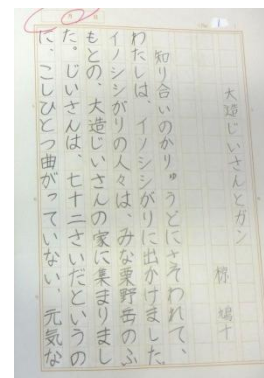 大造じいさんとガン
椋　鳩十
知り合いのかりゅうどにさそわれて、
わたしは、イノシシがりに出かけました。
イノシシがりの人々は、みな栗野岳のふ
もとの、大造じいさんの家に集まりまし
た。じいさんは、七十二さいだというの
に、こしひとつ曲がっていない、元気な